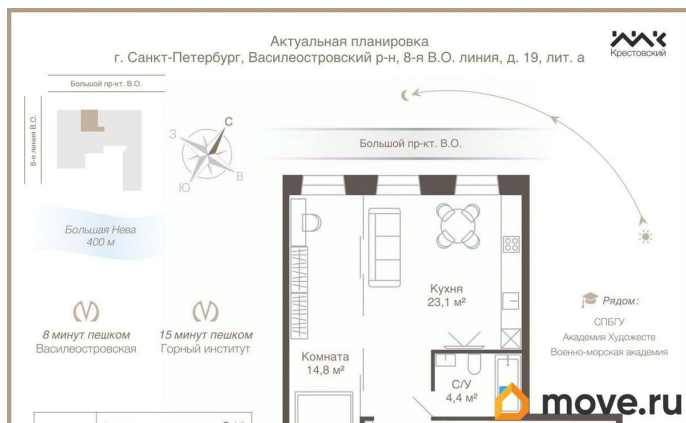 Актуальная планировка
г. Санкт-Петербург, Василеостровский р-н, 8-я В.О. линия, д. 19, лит. а
Крестовский
Большой пр-кт. В.О.
8-я линия В.О.
С
З
В
Ю
Большой пр-кт. В.О.
Большая Нева
400 м
8 минут пешком
Василеостровская
15 минут пешком
Горный институт
Кухня
23,1 м²
Комната
14,8 м²
С/У
4,4 м²
Рядом:
СПБГУ
Академия Художеств
Военно-морская академия
move.ru